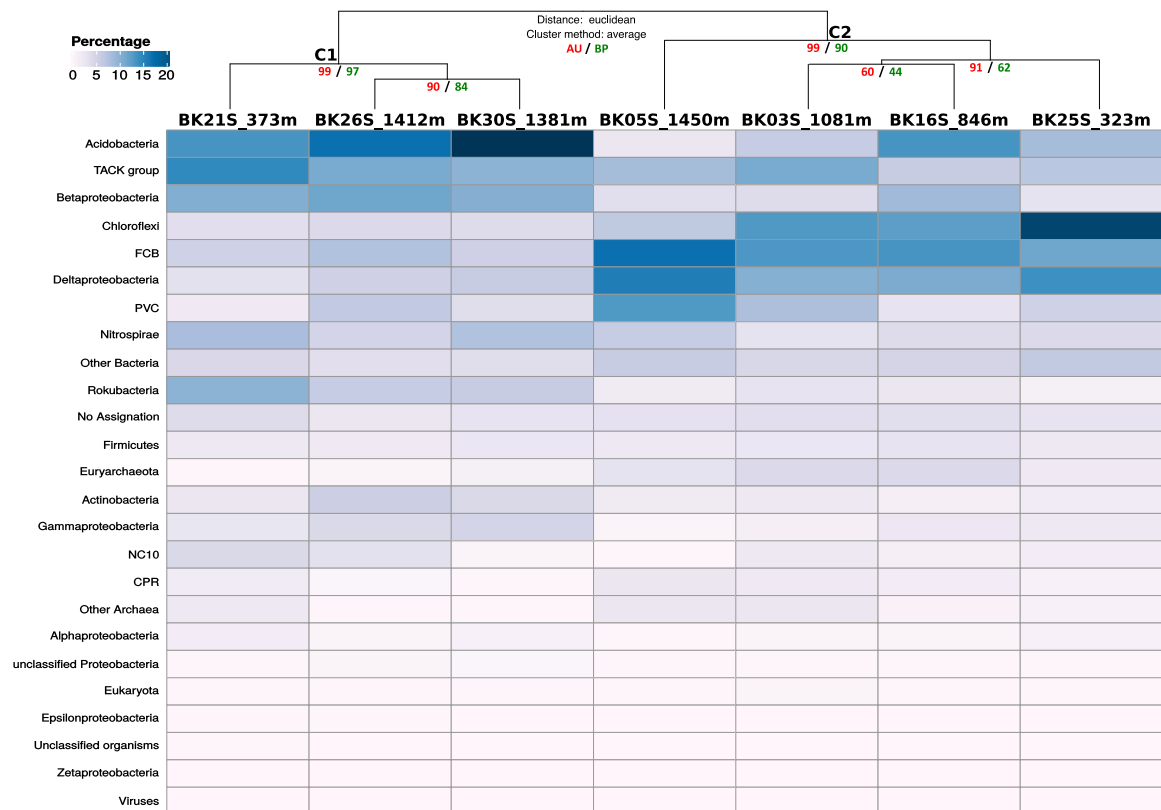 Distance: euclidean
Cluster method: average
AU / BP
Percentage
0 5 10 15 20
C1
99 / 97
90 / 84
C2
99 / 90
60 / 44
91 / 62
BK21S_373m BK26S_1412m BK30S_1381m BK05S_1450m BK03S_1081m BK16S_846m BK25S_323m
Acidobacteria
TACK group
Betaproteobacteria
Chloroflexi
FCB
Deltaproteobacteria
PVC
Nitrospirae
Other Bacteria
Rokubacteria
No Assignation
Firmicutes
Euryarchaeota
Actinobacteria
Gammaproteobacteria
NC10
CPR
Other Archaea
Alphaproteobacteria
unclassified Proteobacteria
Eukaryota
Epsilonproteobacteria
Unclassified organisms
Zetaproteobacteria
Viruses